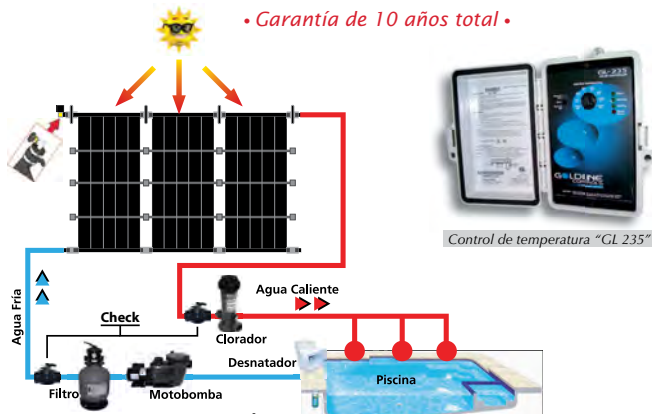 • Garantía de 10 años total •
GL-235
GOLDLINE
CONTROLS
Control de temperatura “GL 235”
Agua Fría
Check
Agua Caliente
Clorador
Desnatador
Filtro
Motobomba
Piscina